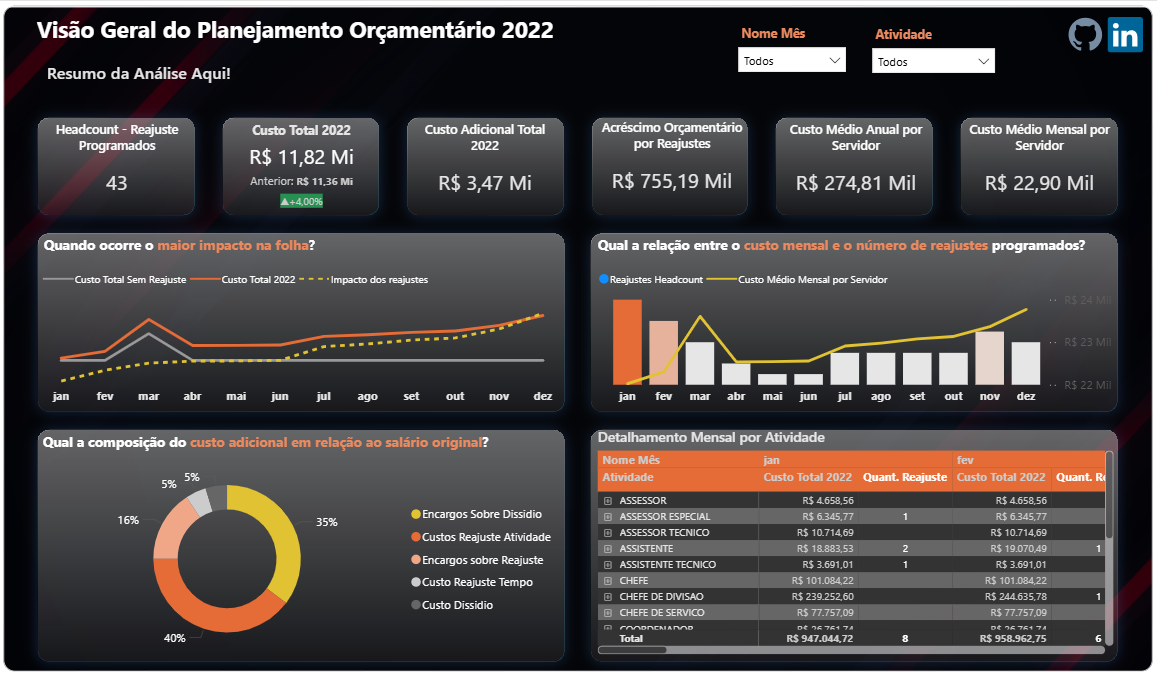 Visão Geral do Planejamento Orçamentário 2022
Resumo da Análise Aqui!
Nome Mês
Todos
Atividade
Todos
in
Headcount - Reajuste
Programados
43
Custo Total 2022
R$ 11,82 Mi
Anterior: R$ 11,36 Mi
▲+4,00%
Custo Adicional Total
2022
R$ 3,47 Mi
Acréscimo Orçamentário
por Reajustes
R$ 755,19 Mil
Custo Médio Anual por
Servidor
R$ 274,81 Mil
Custo Médio Mensal por
Servidor
R$ 22,90 Mil
Quando ocorre o maior impacto na folha?
Custo Total Sem Reajuste Custo Total 2022 Impacto dos reajustes
jan fev mar abr mai jun jul ago set out nov dez
Qual a relação entre o custo mensal e o número de reajustes programados?
Reajustes Headcount Custo Médio Mensal por Servidor
R$ 24 Mil
R$ 23 Mil
R$ 22 Mil
jan fev mar abr mai jun jul ago set out nov dez
Qual a composição do custo adicional em relação ao salário original?
5%
5%
16%
35%
40%
Encargos Sobre Dissidio
Custos Reajuste Atividade
Encargos sobre Reajuste
Custo Reajuste Tempo
Custo Dissidio
Detalhamento Mensal por Atividade
Nome Mês jan fev
Atividade Custo Total 2022 Quant. Reajuste Custo Total 2022 Quant. Re
ASSESSOR R$ 4.658,56 R$ 4.658,56
ASSESSOR ESPECIAL R$ 6.345,77 1 R$ 6.345,77
ASSESSOR TECNICO R$ 10.714,69 R$ 10.714,69
ASSISTENTE R$ 18.883,53 2 R$ 19.070,49 1
ASSISTENTE TECNICO R$ 3.691,01 1 R$ 3.691,01
CHEFE R$ 101.084,22 R$ 101.084,22
CHEFE DE DIVISAO R$ 239.252,60 R$ 244.635,78 1
CHEFE DE SERVICO R$ 77.757,09 R$ 77.757,09
COORDENADOR R$ 26.761,74 R$ 26.761,74
Total R$ 947.044,72 8 R$ 958.962,75 6